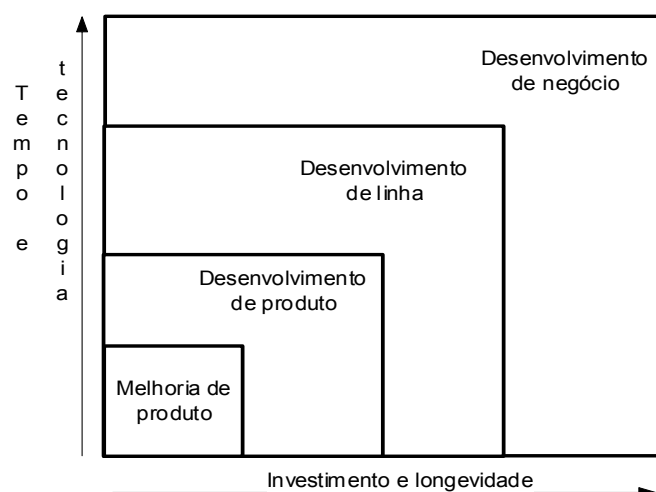 Tempo e
tecnologia
Desenvolvimento
de negócio
Desenvolvimento
de linha
Desenvolvimento
de produto
Melhoria de
produto
Investimento e longevidade